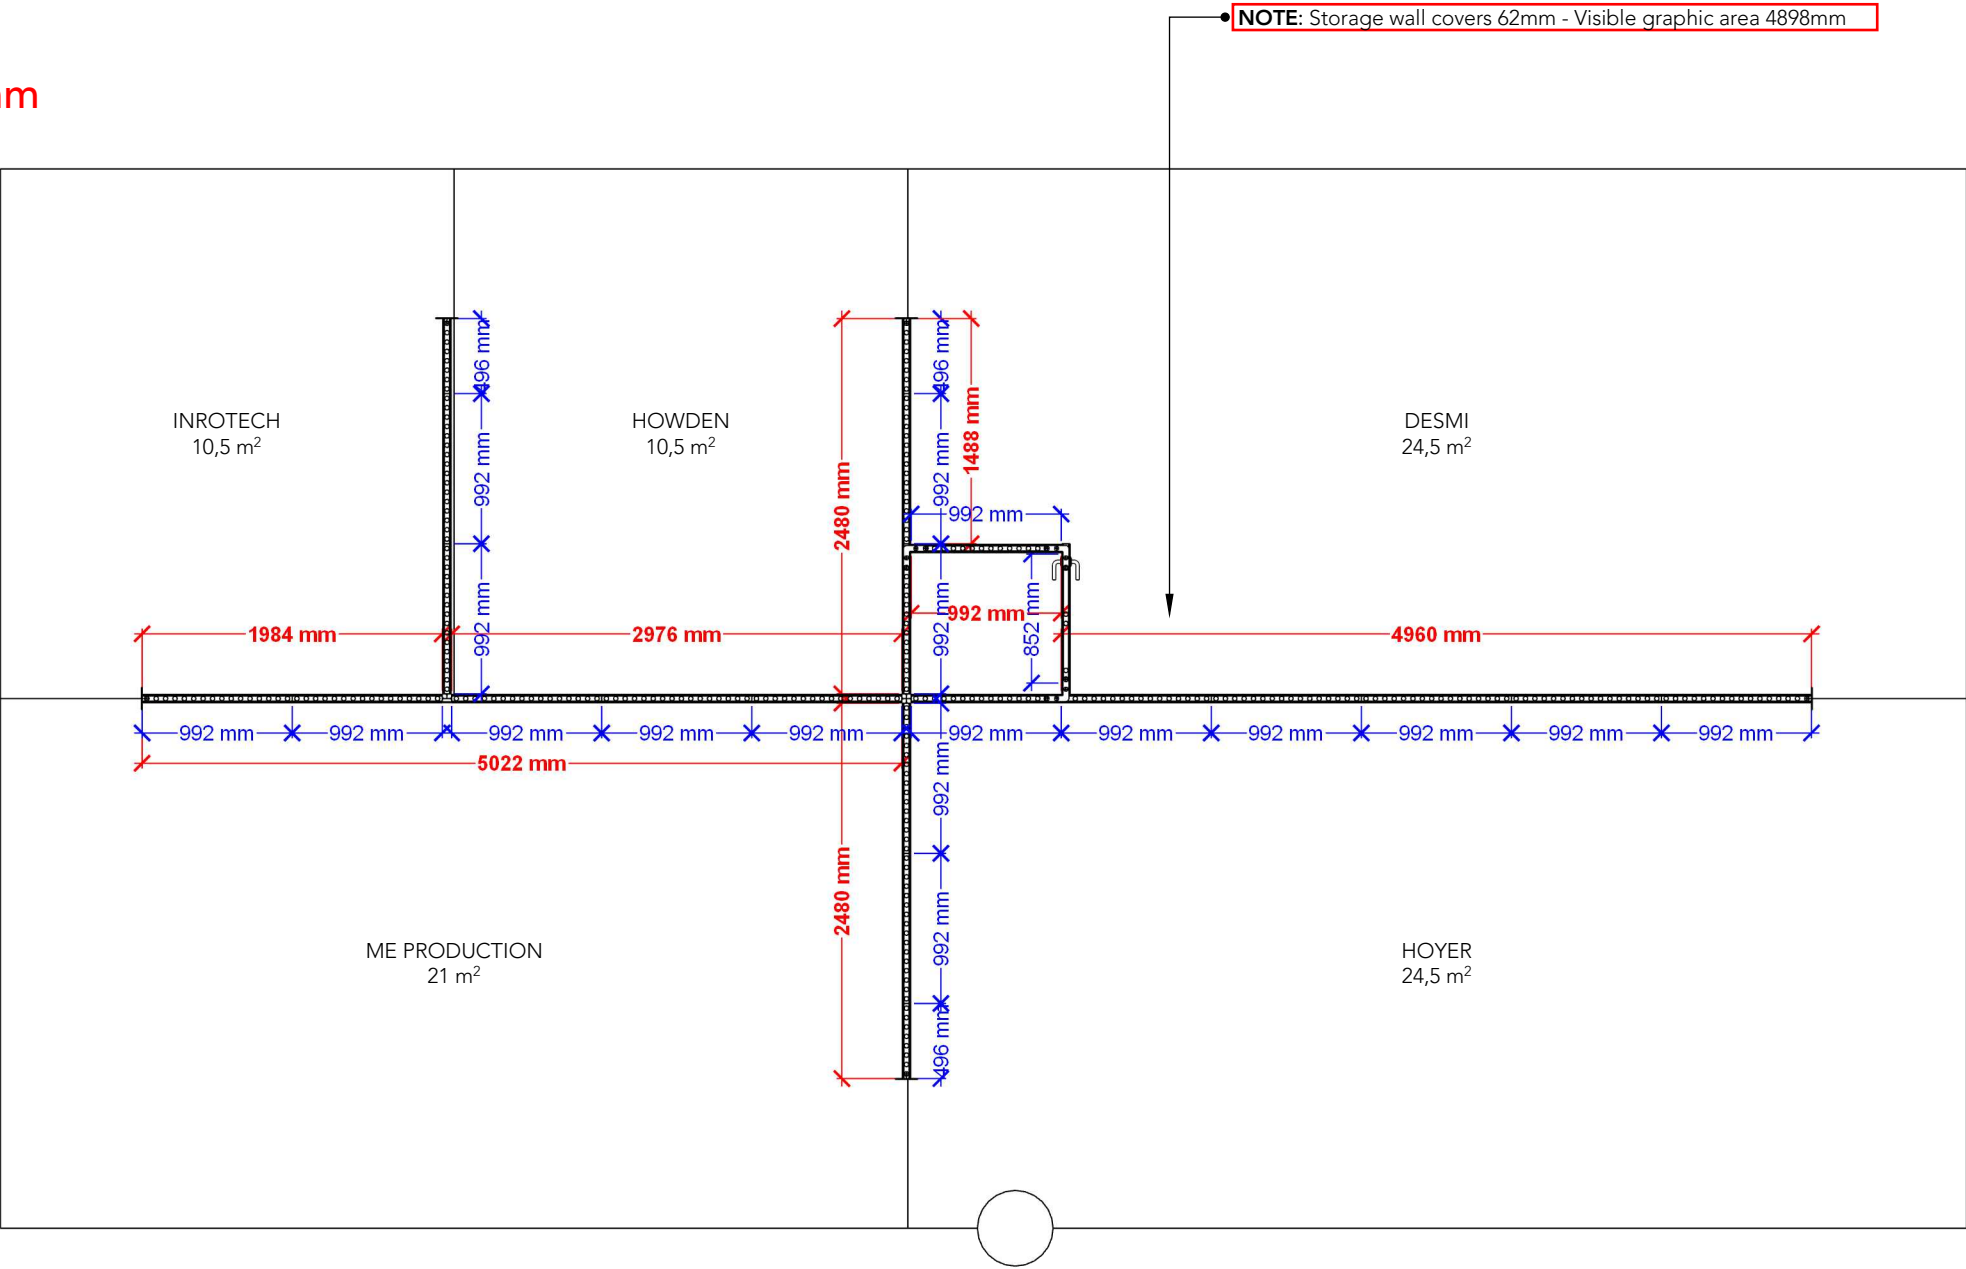 NOTE: Storage wall covers 62mm - Visible graphic area 4898mm
496 mm
496 mm
INROTECH
10,5 m²
HOWDEN
10,5 m²
DESMI
24,5 m²
1488 mm
992 mm
2480 mm
992 mm
992 mm
992 mm
992 mm
992 mm
852 mm
1984 mm
2976 mm
4960 mm
992 mm
992 mm
992 mm
992 mm
992 mm
992 mm
992 mm
992 mm
992 mm
992 mm
992 mm
5022 mm
992 mm
2480 mm
992 mm
ME PRODUCTION
21 m²
HOYER
24,5 m²
496 mm